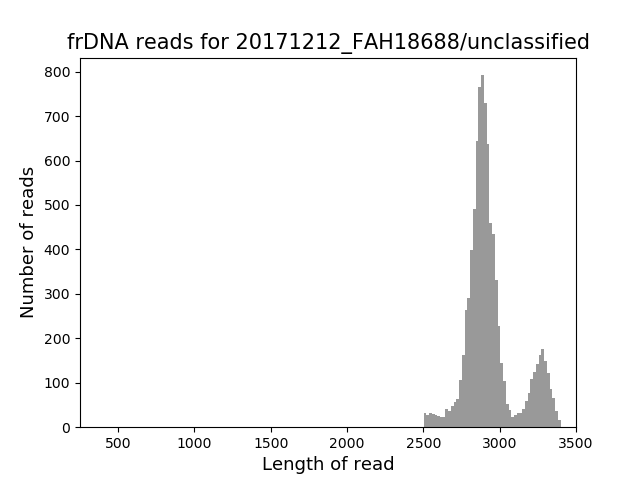 frDNA reads for 20171212_FAH18688/unclassified
800
700
600
500
400
300
200
100
0
Number of reads
500 1000 1500 2000 2500 3000 3500
Length of read